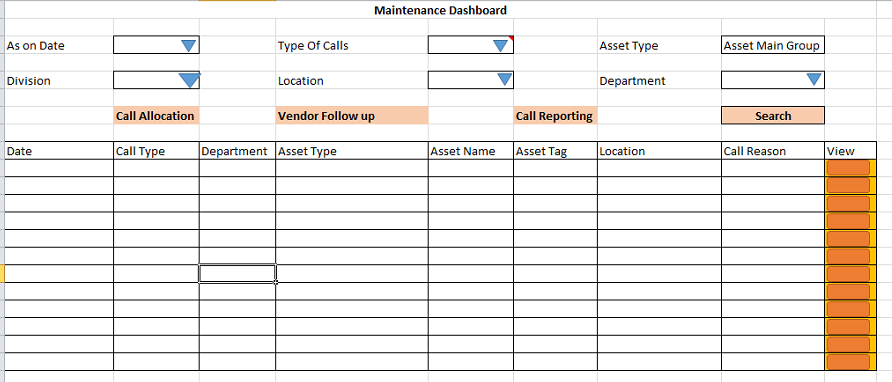 Maintenance Dashboard
As on Date Type Of Calls Asset Type Asset Main Group
Division Location Department
Call Allocation Vendor Follow up Call Reporting Search
Date Call Type Department Asset Type Asset Name Asset Tag Location Call Reason View